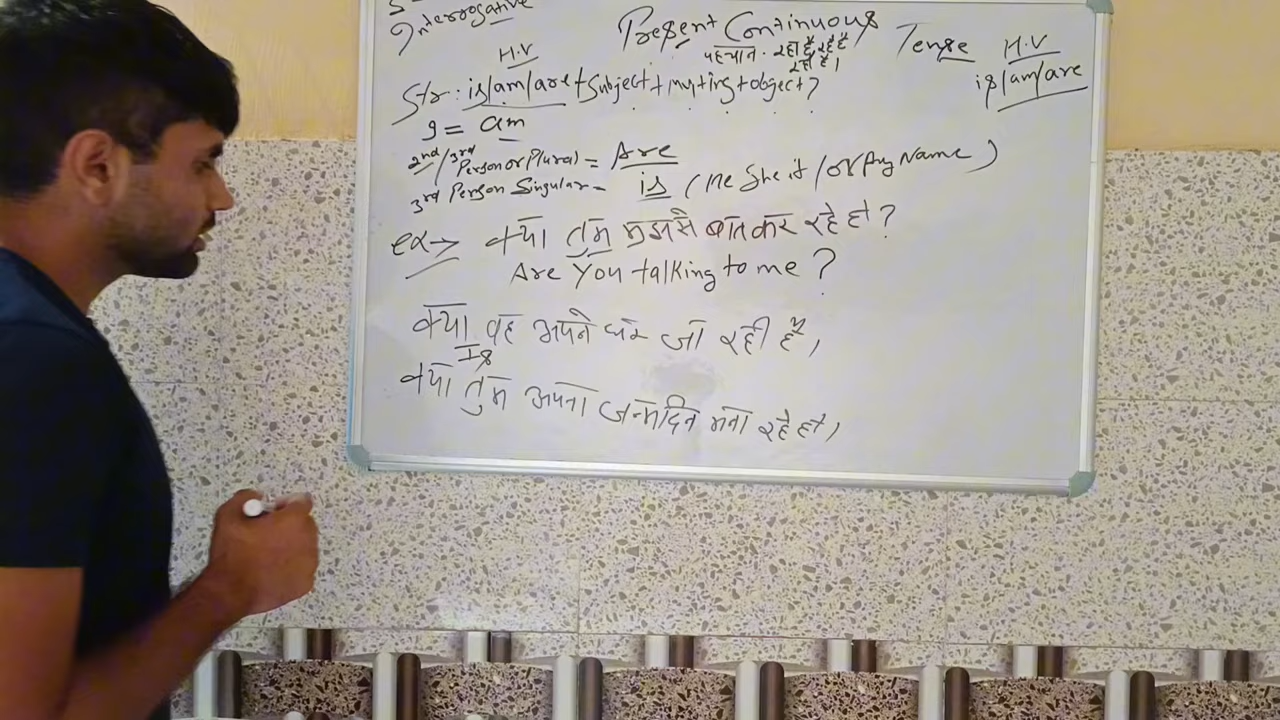 Interrogative
Present Continuous Tense
पहचान - रहा है, रहे हैं
रही है।
H.V
is/am/are
H.V
Str: is/am/are + Subject + mv + ing + object ?
I = am
2nd/3rd Person or Plural = Are
3rd Person Singular = is (He She it / or Any Name)
ex → क्या तुम मुझसे बात कर रहे हो ?
Are You talking to me ?
क्या वह अपने घर जा रही है,
Is
क्या तुम अपना जन्मदिन मना रहे हो,